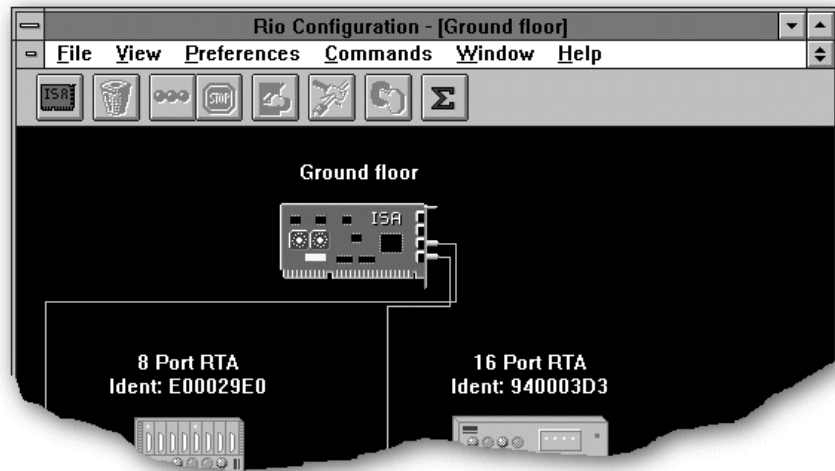 Rio Configuration - [Ground floor]
File View Preferences Commands Window Help
ISA STOP Σ
Ground floor
ISA
8 Port RTA
Ident: E00029E0
16 Port RTA
Ident: 940003D3